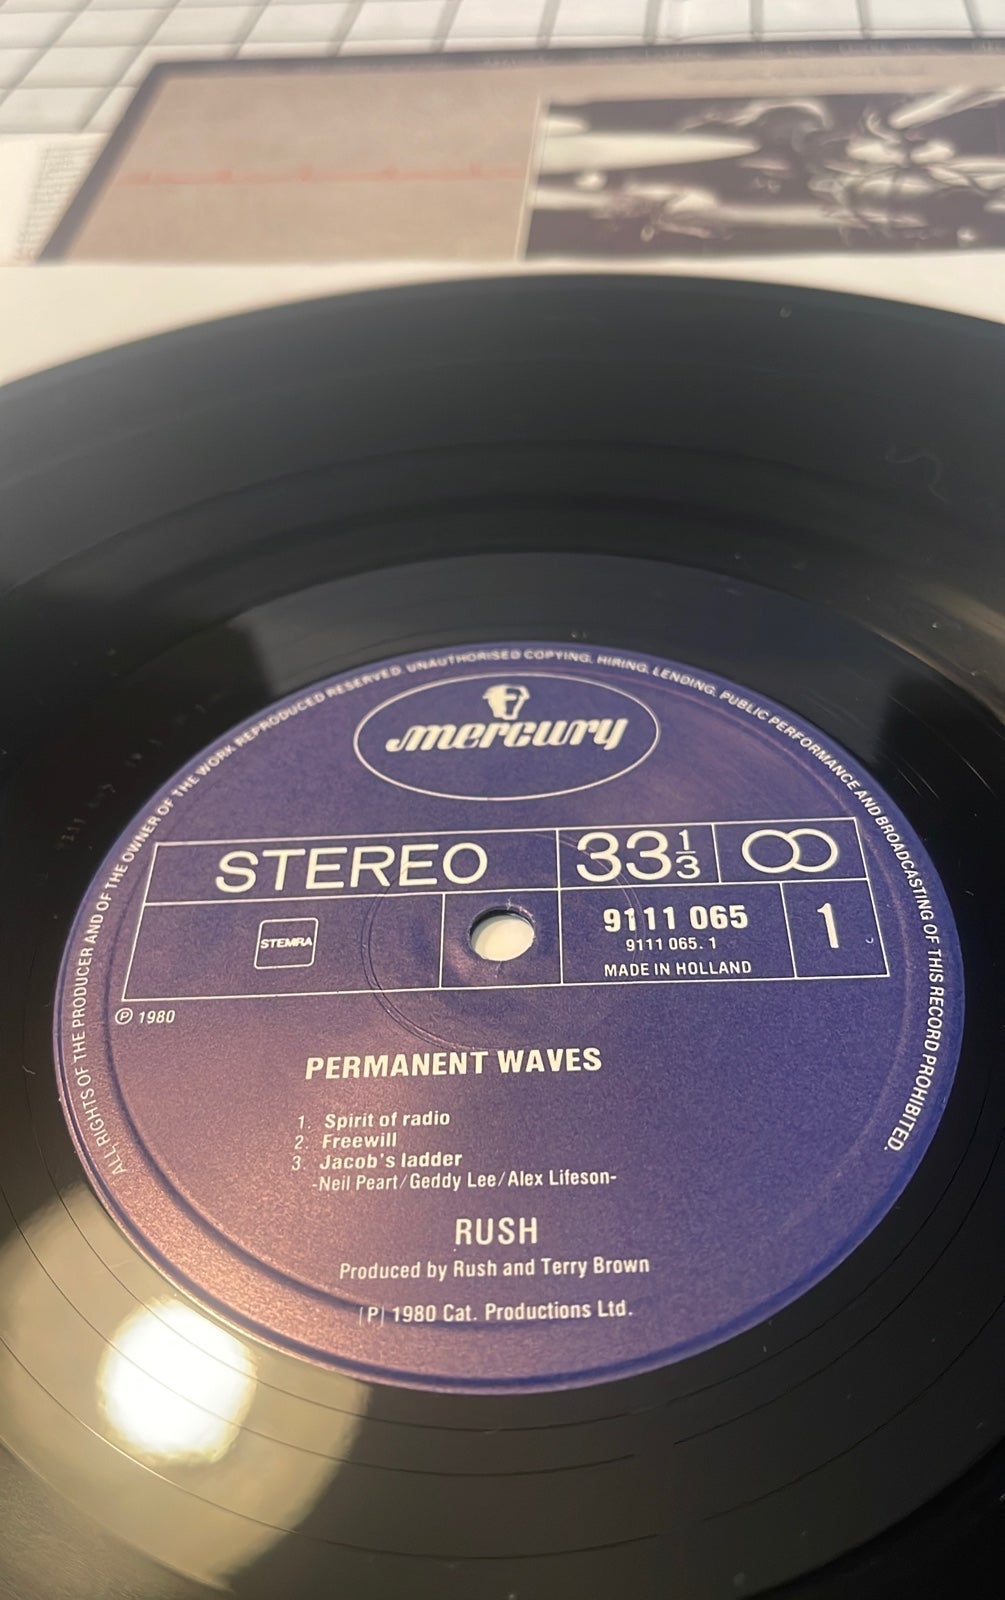 ALL RIGHTS OF THE PRODUCER AND OF THE OWNER OF THE WORK REPRODUCED RESERVED. UNAUTHORISED COPYING, HIRING, LENDING, PUBLIC PERFORMANCE AND BROADCASTING OF THIS RECORD PROHIBITED.
mercury
STEREO
33 1/3
STEMRA
9111 065
9111 065. 1
MADE IN HOLLAND
1
℗ 1980
PERMANENT WAVES
1. Spirit of radio
2. Freewill
3. Jacob's ladder
-Neil Peart/Geddy Lee/Alex Lifeson-
RUSH
Produced by Rush and Terry Brown
(P) 1980 Cat. Productions Ltd.